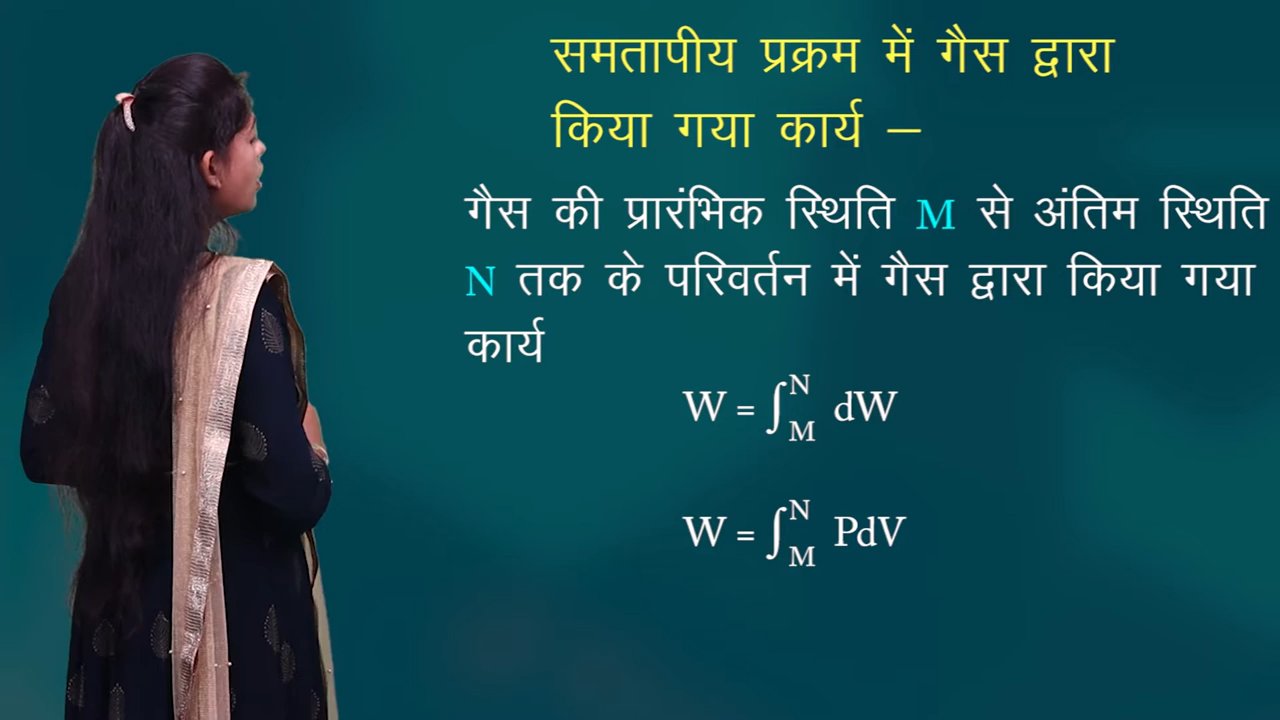 समतापीय प्रक्रम में गैस द्वारा
किया गया कार्य –
गैस की प्रारंभिक स्थिति M से अंतिम स्थिति
N तक के परिवर्तन में गैस द्वारा किया गया
कार्य
W = ∫_M^N dW
W = ∫_M^N PdV